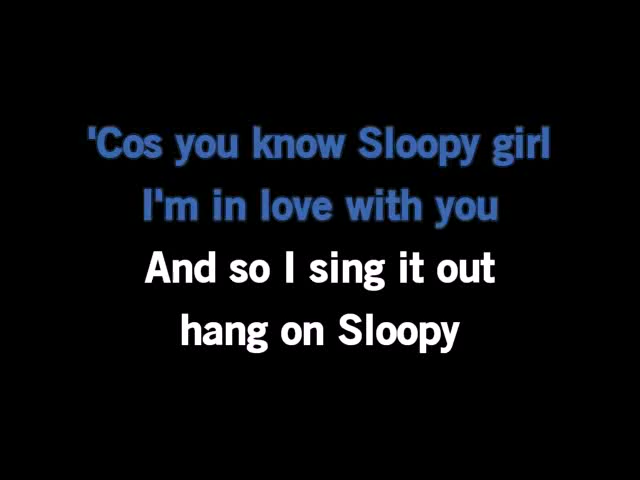 'Cos you know Sloopy girl
I'm in love with you
And so I sing it out
hang on Sloopy